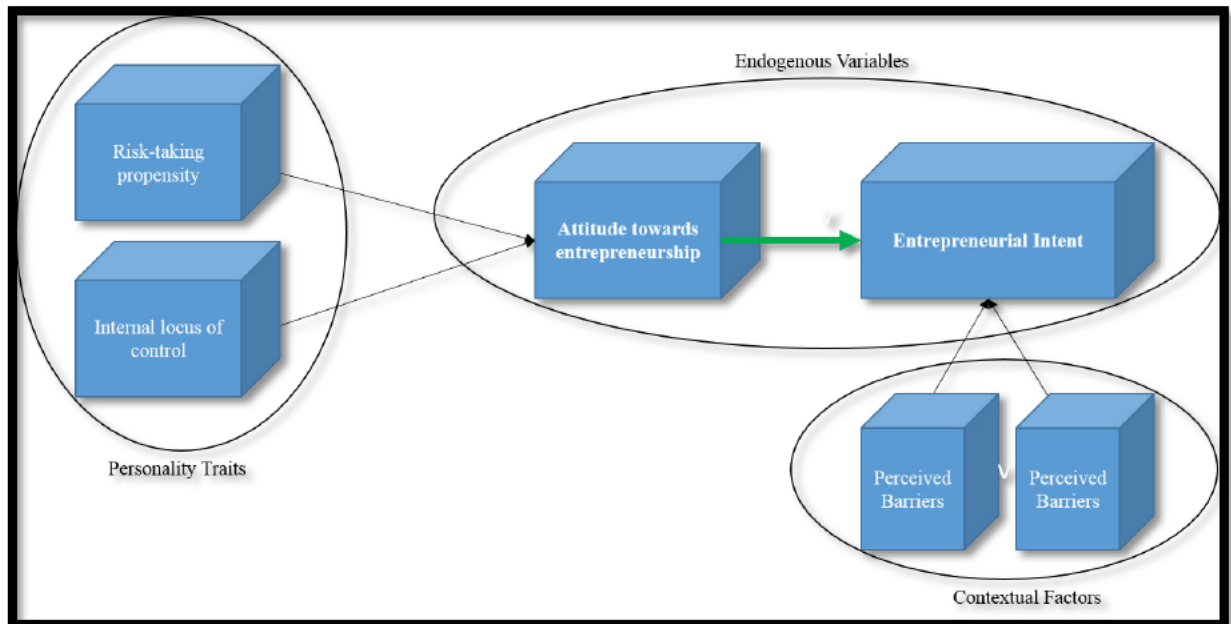 Endogenous Variables
Risk-taking
propensity
Attitude towards
entrepreneurship
Entrepreneurial Intent
Internal locus of
control
Personality Traits
Perceived
Barriers
Perceived
Barriers
Contextual Factors